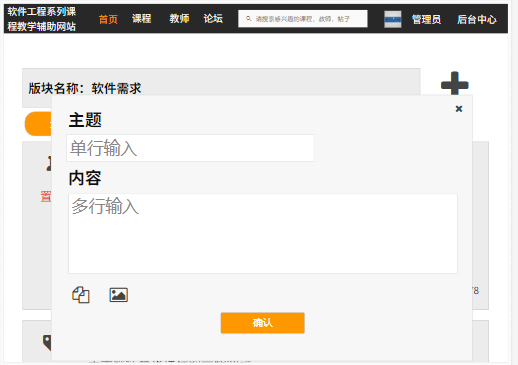 软件工程系列课
程教学辅助网站
首页 课程 教师 论坛 请搜索感兴趣的课程，教师，帖子 管理员 后台中心
版块名称：软件需求
主题
单行输入
内容
多行输入
置
78
确认